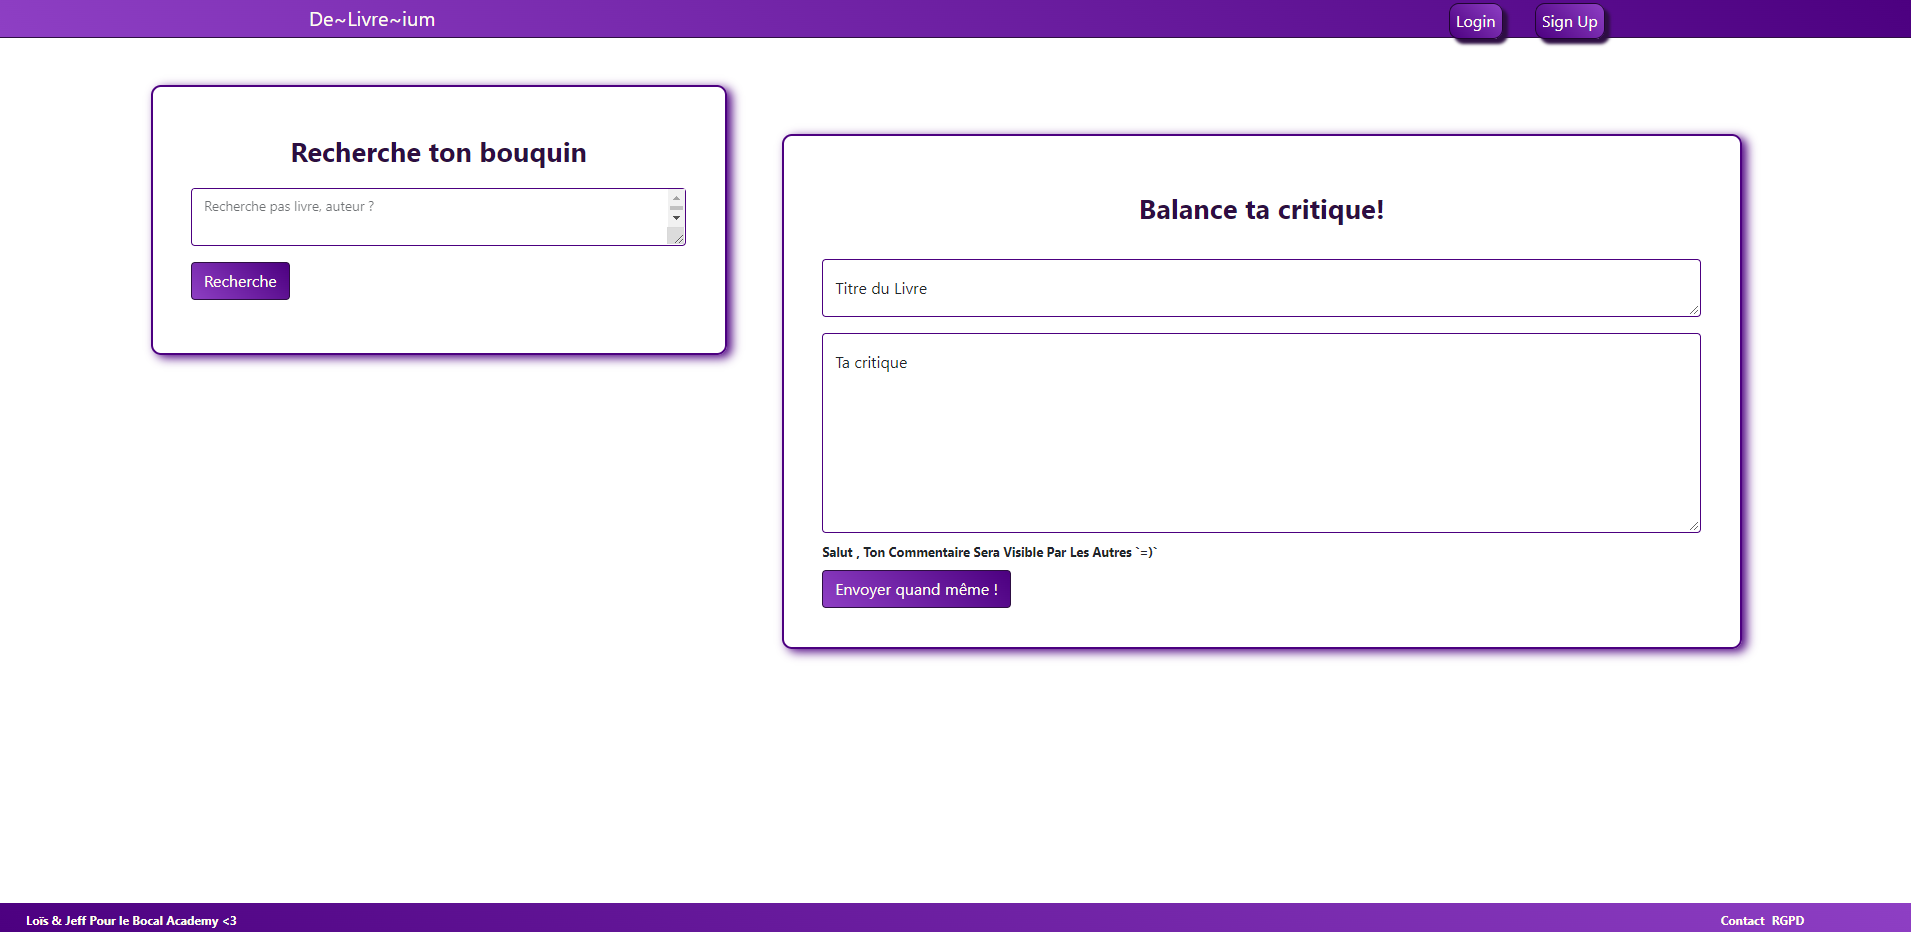 De~Livre~ium
Login
Sign Up
Recherche ton bouquin
Recherche pas livre, auteur ?
Recherche
Balance ta critique!
Titre du Livre
Ta critique
Salut , Ton Commentaire Sera Visible Par Les Autres `=)`
Envoyer quand même !
Loïs & Jeff Pour le Bocal Academy <3
Contact RGPD